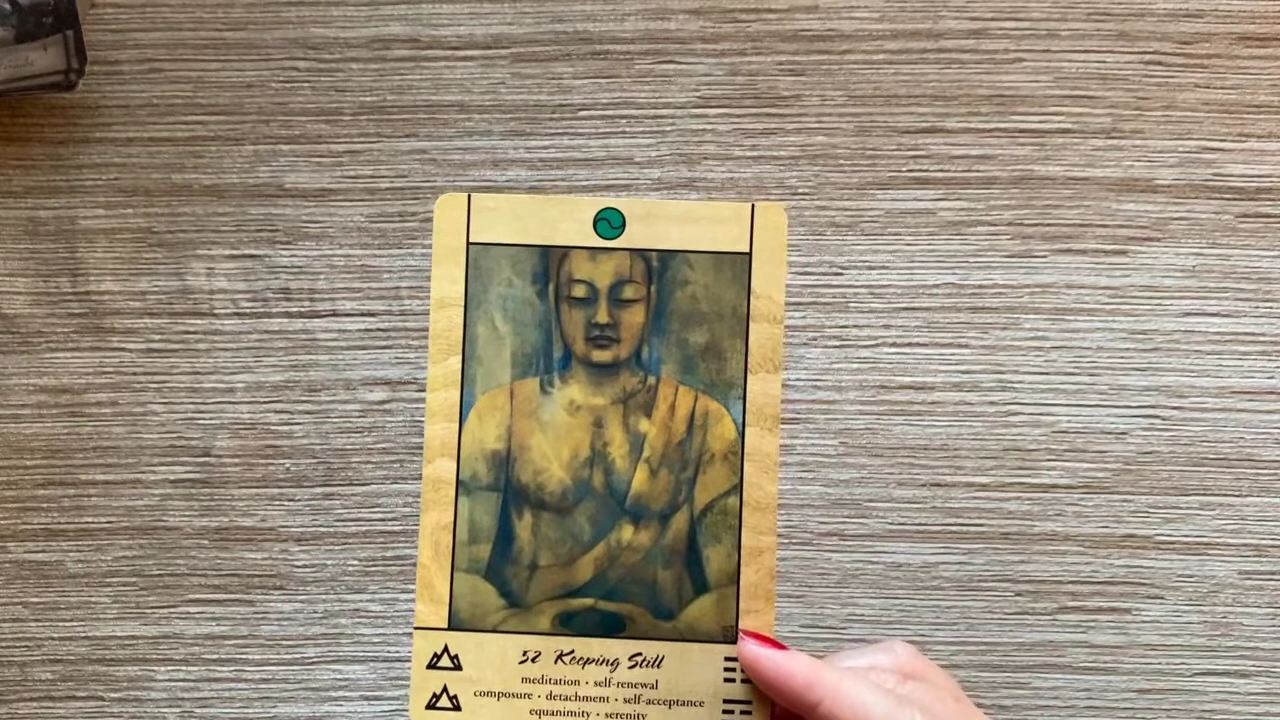 52 Keeping Still
meditation · self-renewal
composure · detachment · self-acceptance
equanimity · serenity